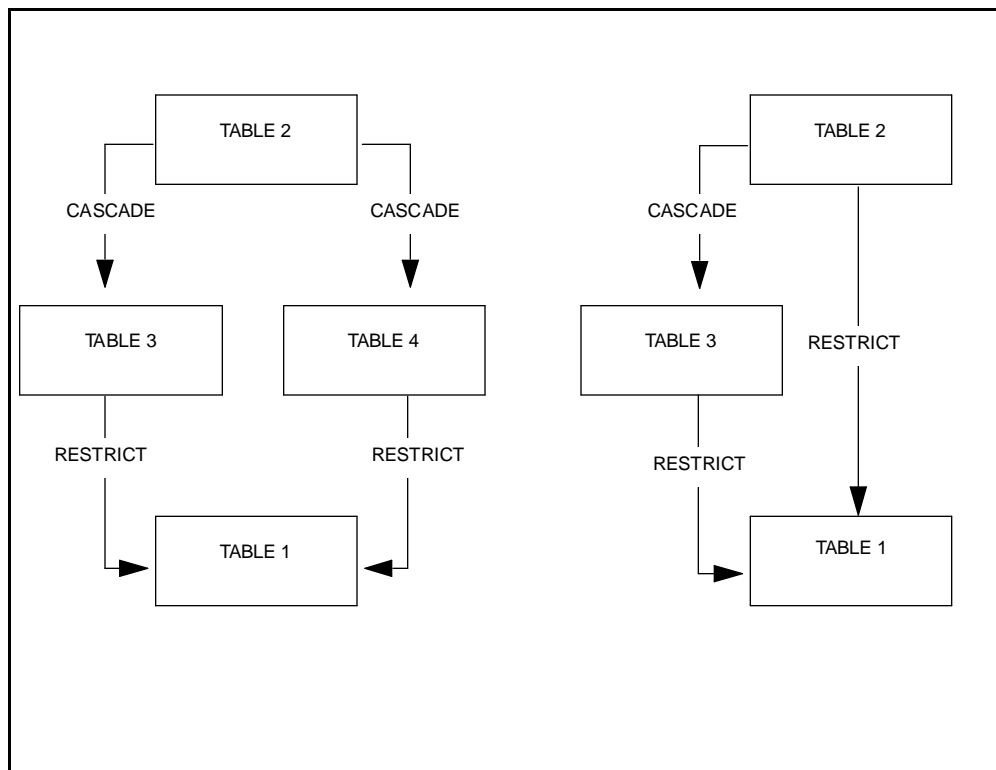 TABLE 2
CASCADE
CASCADE
TABLE 3
TABLE 4
RESTRICT
RESTRICT
TABLE 1
TABLE 2
CASCADE
TABLE 3
RESTRICT
RESTRICT
TABLE 1